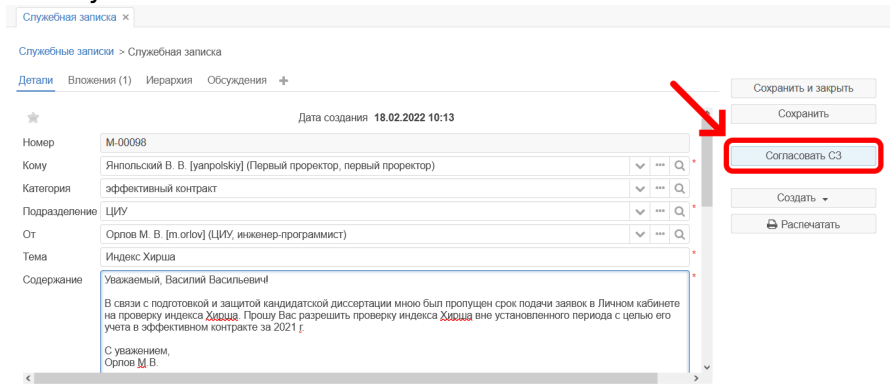 Служебная записка ×
Служебные записки > Служебная записка
Детали Вложения (1) Иерархия Обсуждения +
Сохранить и закрыть
Дата создания 18.02.2022 10:13
Сохранить
Номер М-00098
Согласовать СЗ
Кому Янпольский В. В. [yanpolskiy] (Первый проректор, первый проректор) *
Категория эффективный контракт
Создать
Подразделение ЦИУ *
Распечатать
От Орлов М. В. [m.orlov] (ЦИУ, инженер-программист)
Тема Индекс Хирша *
Содержание Уважаемый, Василий Васильевич! *
В связи с подготовкой и защитой кандидатской диссертации мною был пропущен срок подачи заявок в Личном кабинете
на проверку индекса Хирша. Прошу Вас разрешить проверку индекса Хирша вне установленного периода с целью его
учета в эффективном контракте за 2021 г.
С уважением,
Орлов М.В.